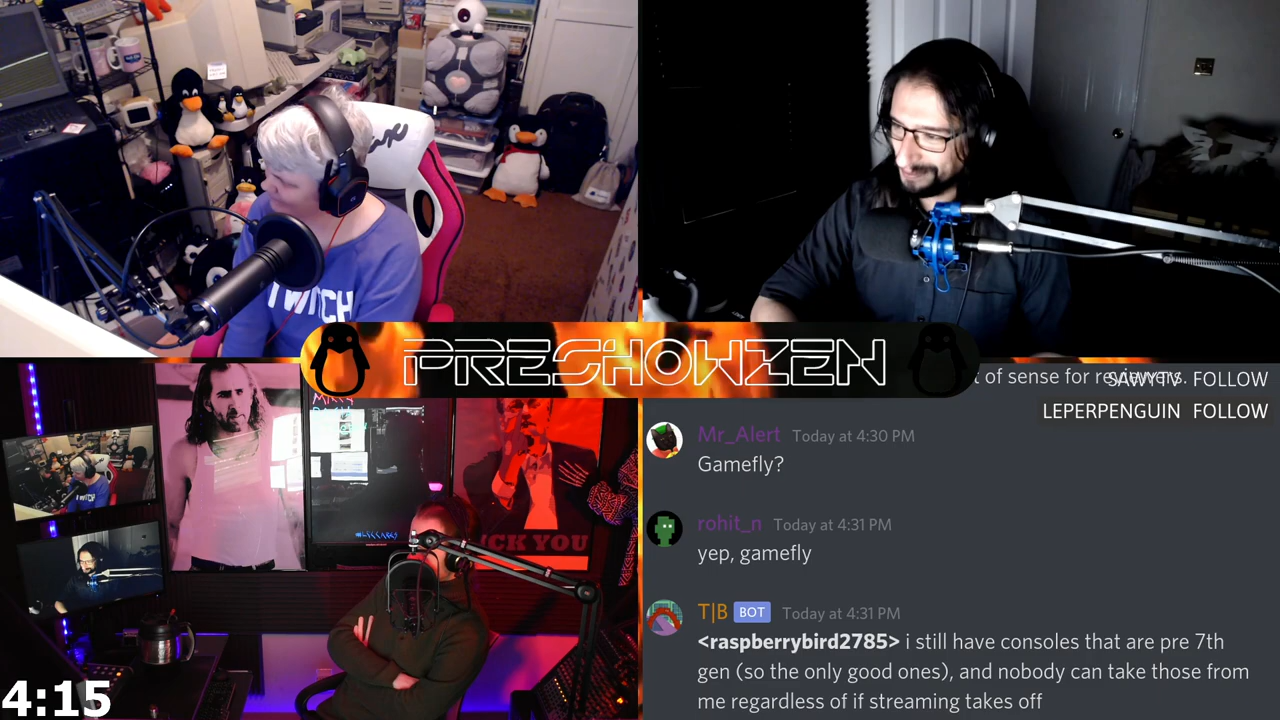 TWITCH
PRESHOWZEN
t of sense for reviewers.
SAWYTV FOLLOW
LEPERPENGUIN FOLLOW
Mr_Alert Today at 4:30 PM
Gamefly?
rohit_n Today at 4:31 PM
yep, gamefly
T|B BOT Today at 4:31 PM
<raspberrybird2785> i still have consoles that are pre 7th
gen (so the only good ones), and nobody can take those from
me regardless of if streaming takes off
CK YOU
4:15